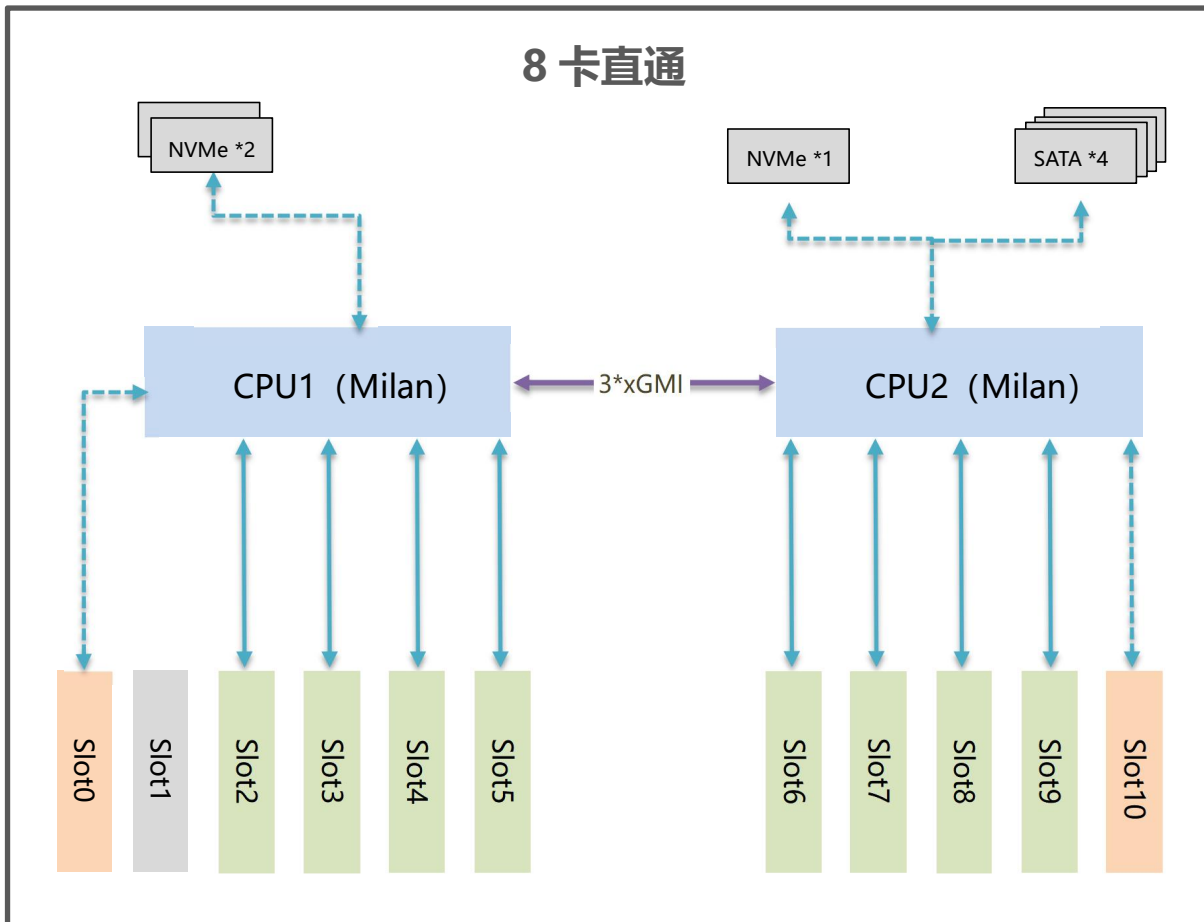 8 卡直通
NVMe *2
NVMe *1
SATA *4
CPU1（Milan）
3*xGMI
CPU2（Milan）
Slot0
Slot1
Slot2
Slot3
Slot4
Slot5
Slot6
Slot7
Slot8
Slot9
Slot10